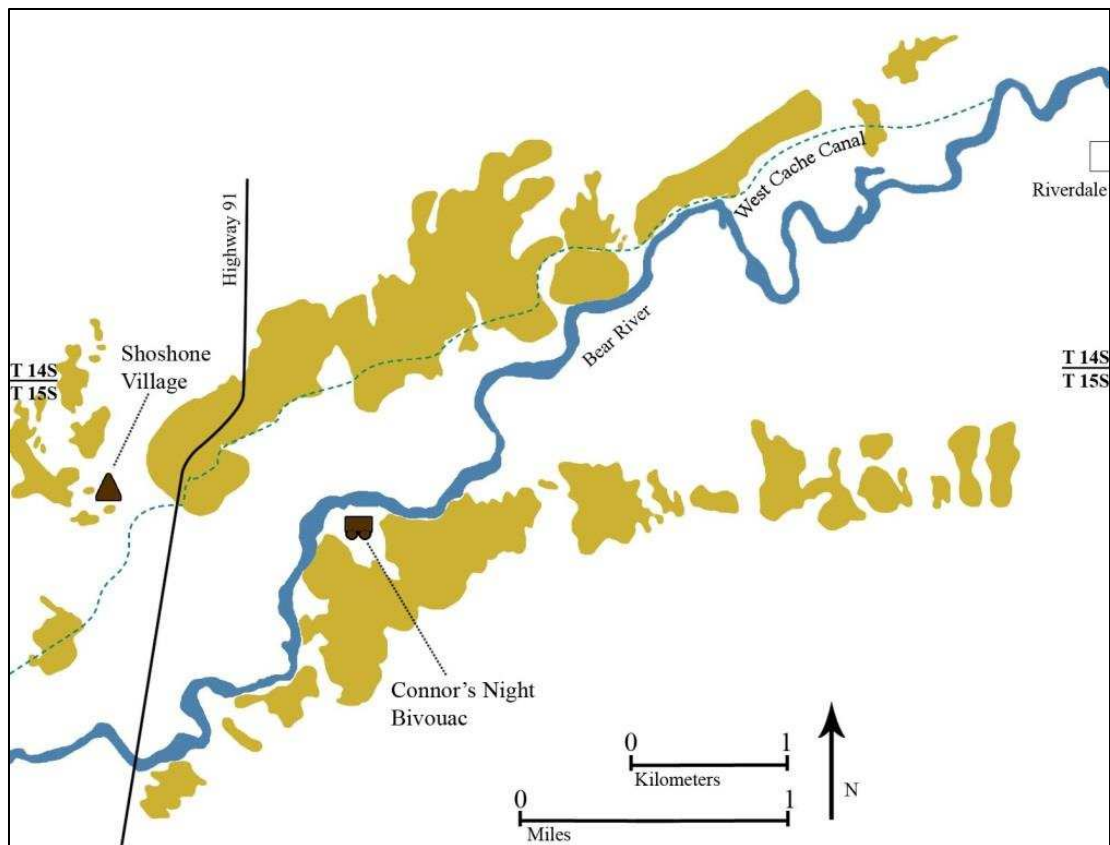 West Cache Canal
Riverdale
Highway 91
Bear River
Shoshone
Village
T 14S
T 15S
T 14S
T 15S
Connor's Night
Bivouac
0 1
Kilometers
N
0 1
Miles